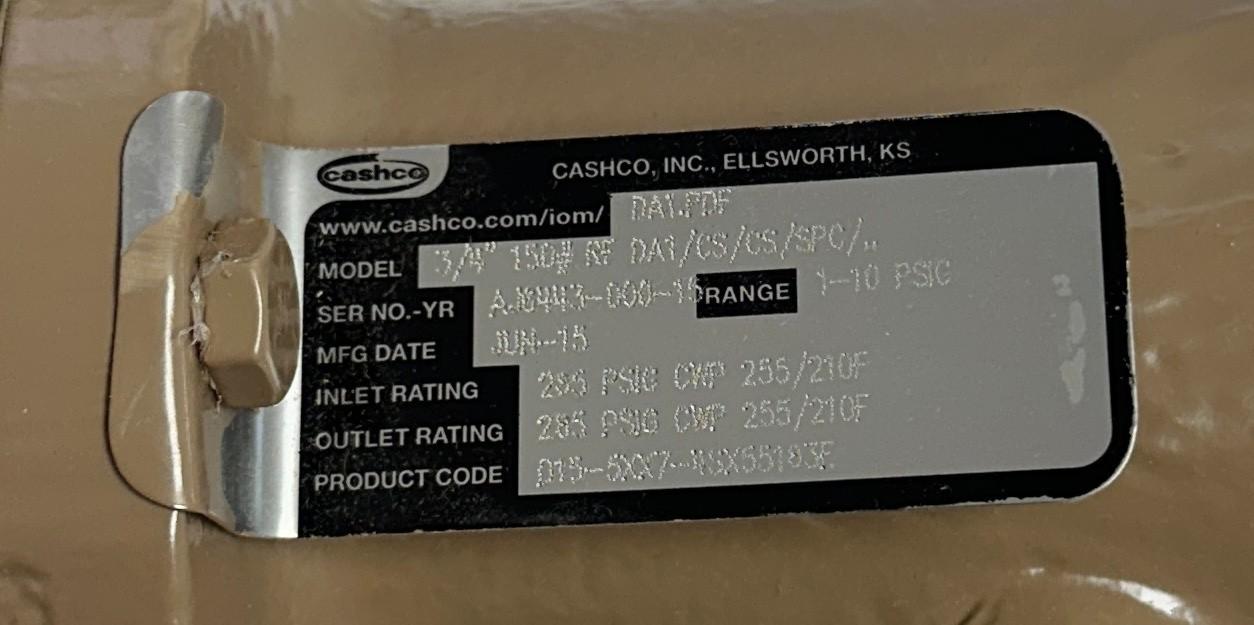 cashco
CASHCO, INC., ELLSWORTH, KS
www.cashco.com/iom/ DA1.PDF
MODEL 3/4" 150# RF DA1/CS/CS/SPC/..
SER NO.-YR RANGE 1-10 PSIG
MFG DATE JUN-15
INLET RATING 285 PSIG CWP 255/210F
OUTLET RATING 285 PSIG CWP 255/210F
PRODUCT CODE